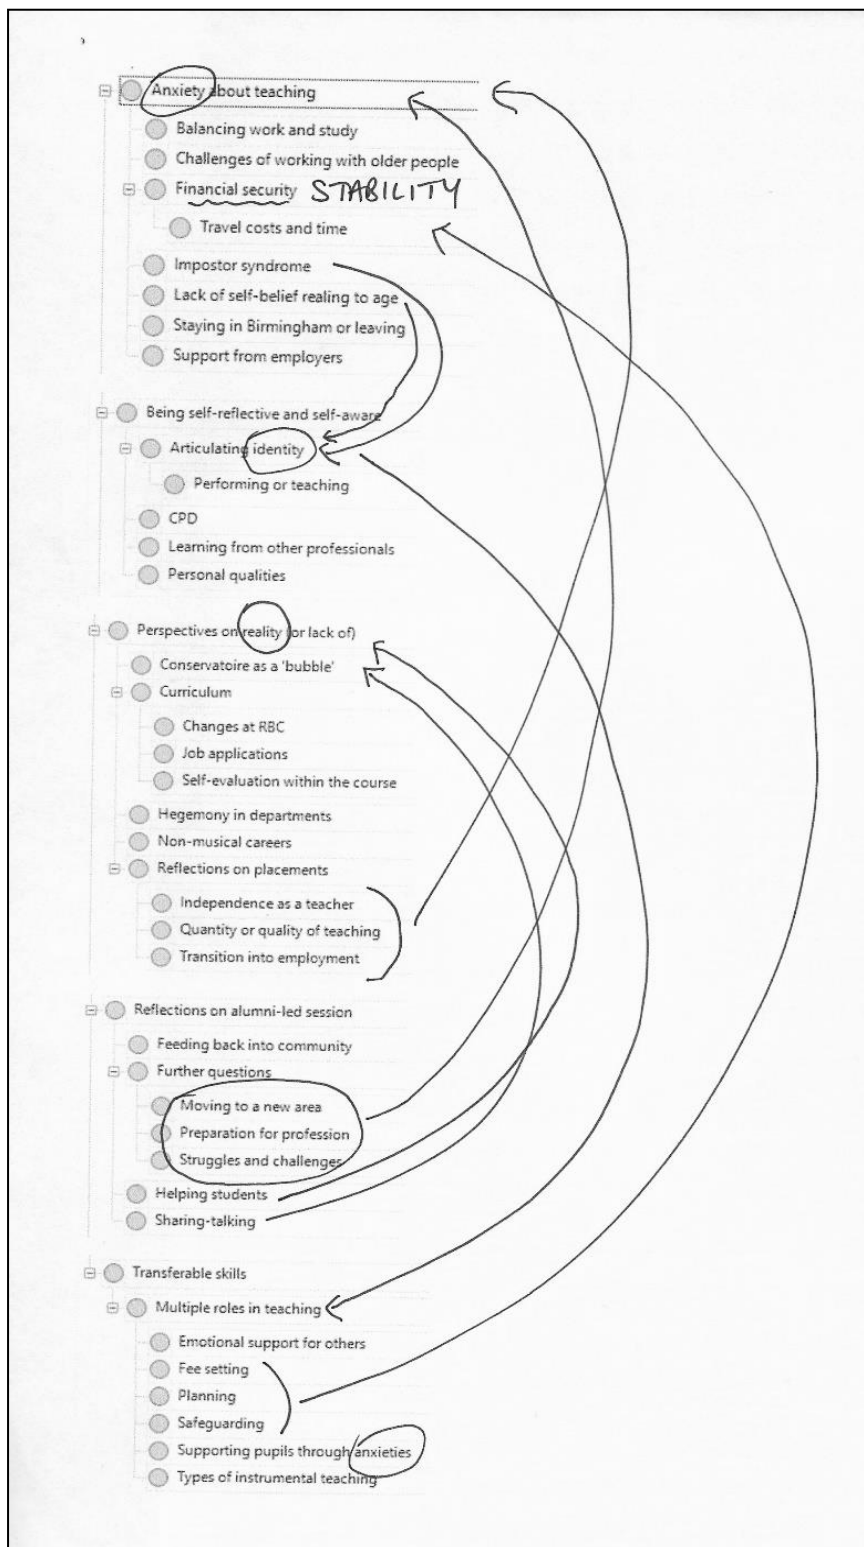 Anxiety about teaching
Balancing work and study
Challenges of working with older people
Financial security STABILITY
Travel costs and time
Impostor syndrome
Lack of self-belief realing to age
Staying in Birmingham or leaving
Support from employers
Being self-reflective and self-aware
Articulating identity
Performing or teaching
CPD
Learning from other professionals
Personal qualities
Perspectives on reality (or lack of)
Conservatoire as a 'bubble'
Curriculum
Changes at RBC
Job applications
Self-evaluation within the course
Hegemony in departments
Non-musical careers
Reflections on placements
Independence as a teacher
Quantity or quality of teaching
Transition into employment
Reflections on alumni-led session
Feeding back into community
Further questions
Moving to a new area
Preparation for profession
Struggles and challenges
Helping students
Sharing-talking
Transferable skills
Multiple roles in teaching
Emotional support for others
Fee setting
Planning
Safeguarding
Supporting pupils through anxieties
Types of instrumental teaching